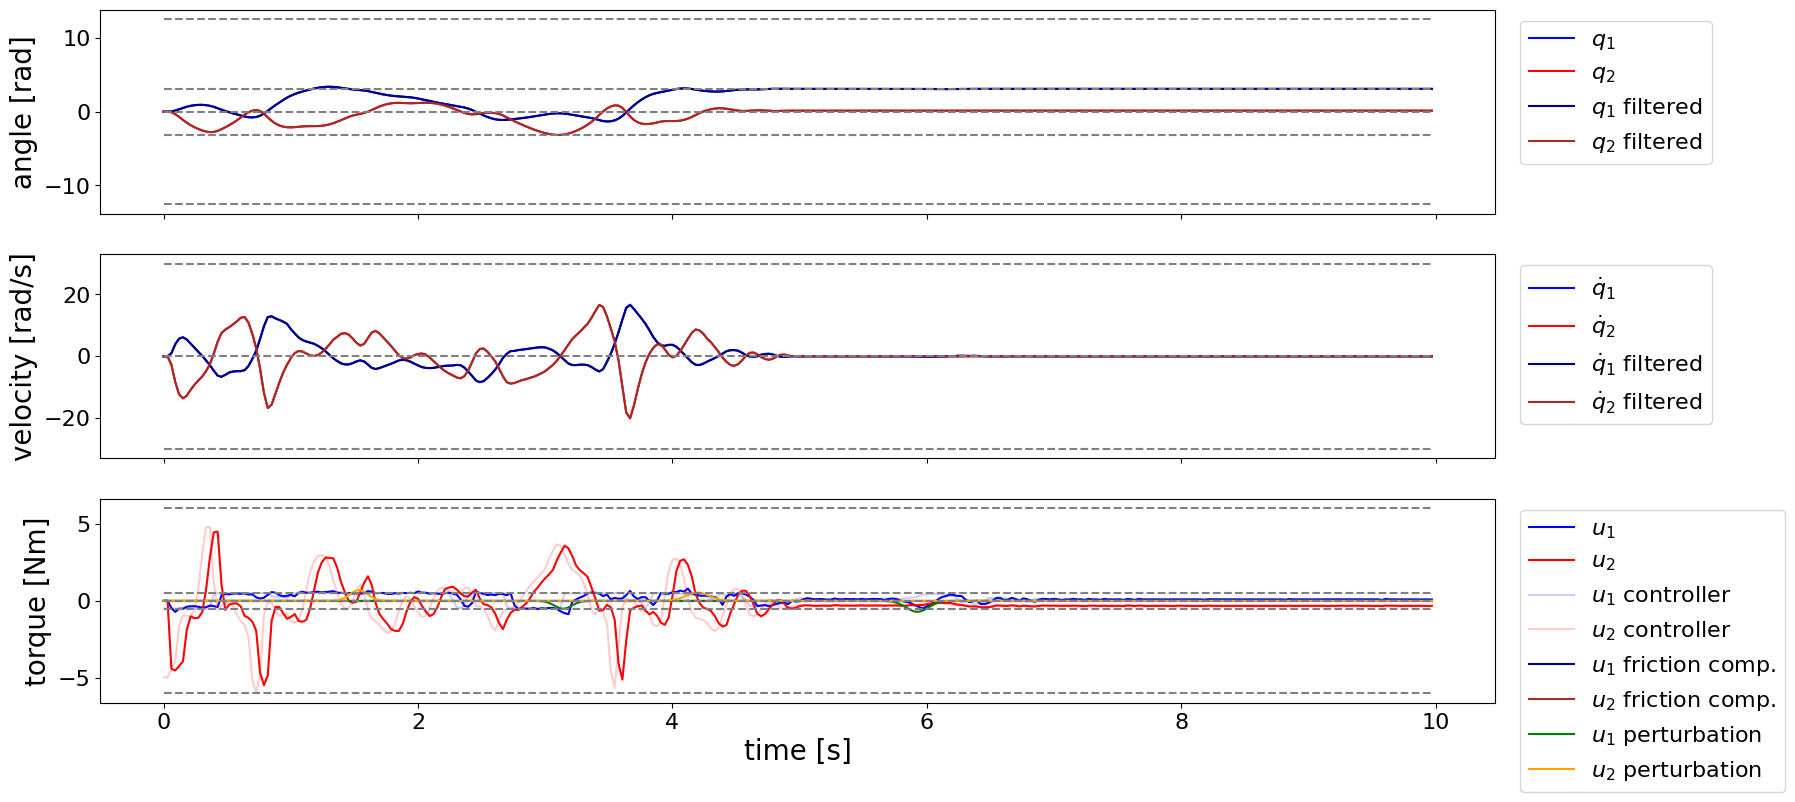 angle [rad]
10
0
−10
q₁
q₂
q₁ filtered
q₂ filtered
velocity [rad/s]
20
0
−20
q̇₁
q̇₂
q̇₁ filtered
q̇₂ filtered
torque [Nm]
5
0
−5
0 2 4 6 8 10
time [s]
u₁
u₂
u₁ controller
u₂ controller
u₁ friction comp.
u₂ friction comp.
u₁ perturbation
u₂ perturbation